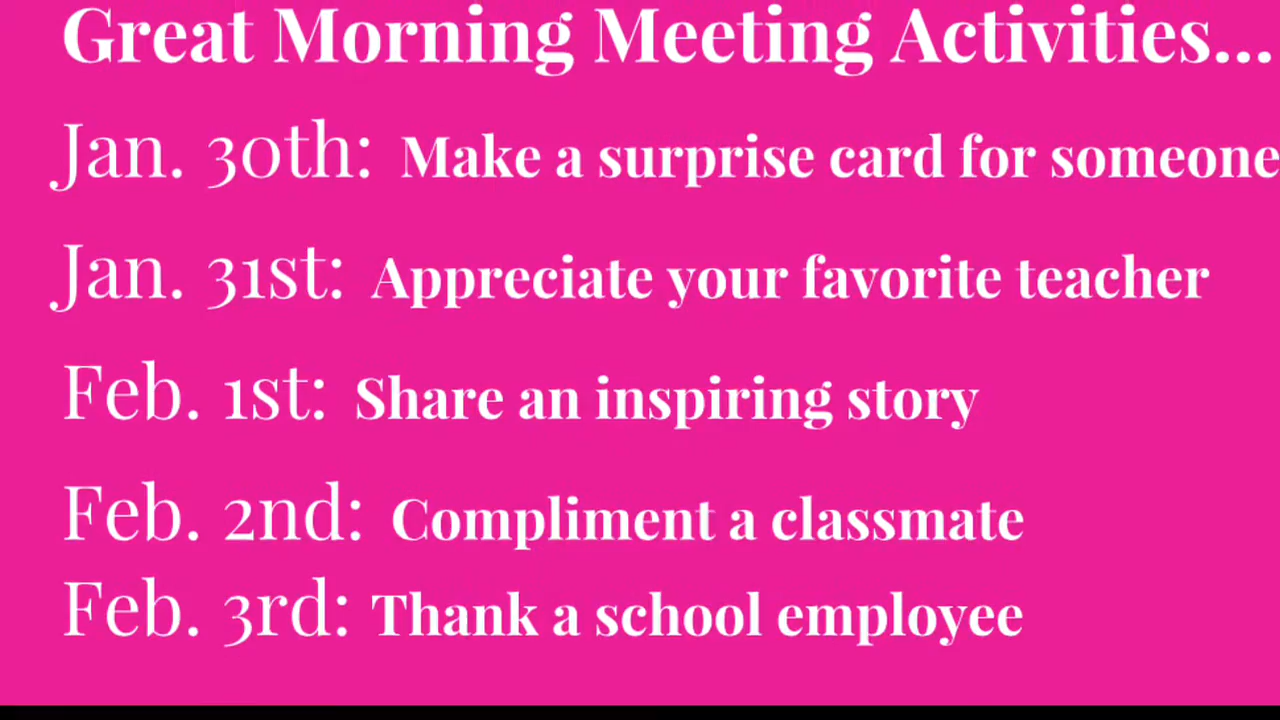 Great Morning Meeting Activities...
Jan. 30th: Make a surprise card for someone
Jan. 31st: Appreciate your favorite teacher
Feb. 1st: Share an inspiring story
Feb. 2nd: Compliment a classmate
Feb. 3rd: Thank a school employee